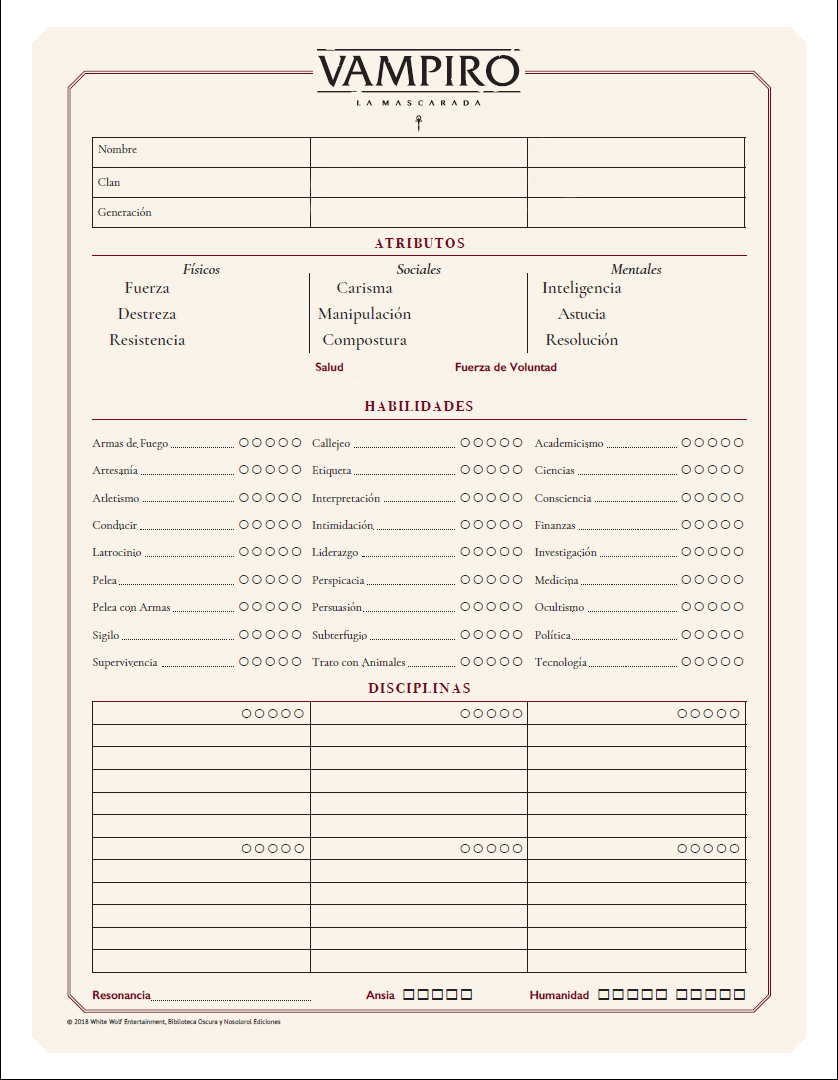 VAMPIRO
LA MASCARADA
Nombre
Clan
Generación
ATRIBUTOS
Físicos Sociales Mentales
Fuerza Carisma Inteligencia
Destreza Manipulación Astucia
Resistencia Compostura Resolución
Salud Fuerza de Voluntad
HABILIDADES
Armas de Fuego Callejeo Academicismo
Artesanía Etiqueta Ciencias
Atletismo Interpretación Consciencia
Conducir Intimidación Finanzas
Latrocinio Liderazgo Investigación
Pelea Perspicacia Medicina
Pelea con Armas Persuasión Ocultismo
Sigilo Subterfugio Política
Supervivencia Trato con Animales Tecnología
DISCIPLINAS
Resonancia Ansia Humanidad
© 2018 White Wolf Entertainment, Biblioteca Oscura y Nosolorol Ediciones